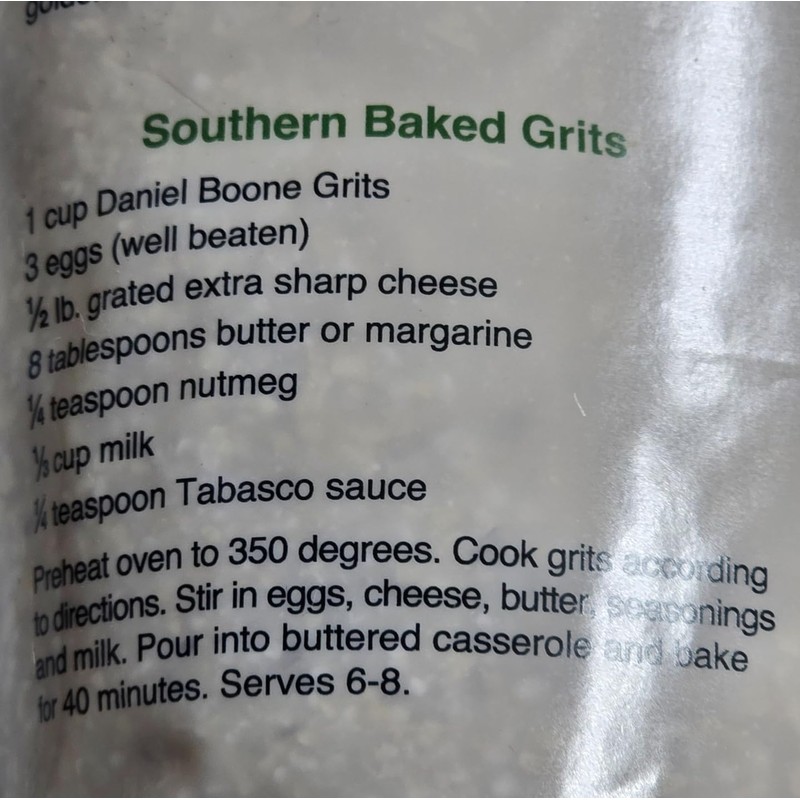 Southern Baked Grits
1 cup Daniel Boone Grits
3 eggs (well beaten)
½ lb. grated extra sharp cheese
8 tablespoons butter or margarine
¼ teaspoon nutmeg
⅓ cup milk
¼ teaspoon Tabasco sauce
Preheat oven to 350 degrees. Cook grits according
to directions. Stir in eggs, cheese, butter, seasonings
and milk. Pour into buttered casserole and bake
for 40 minutes. Serves 6-8.